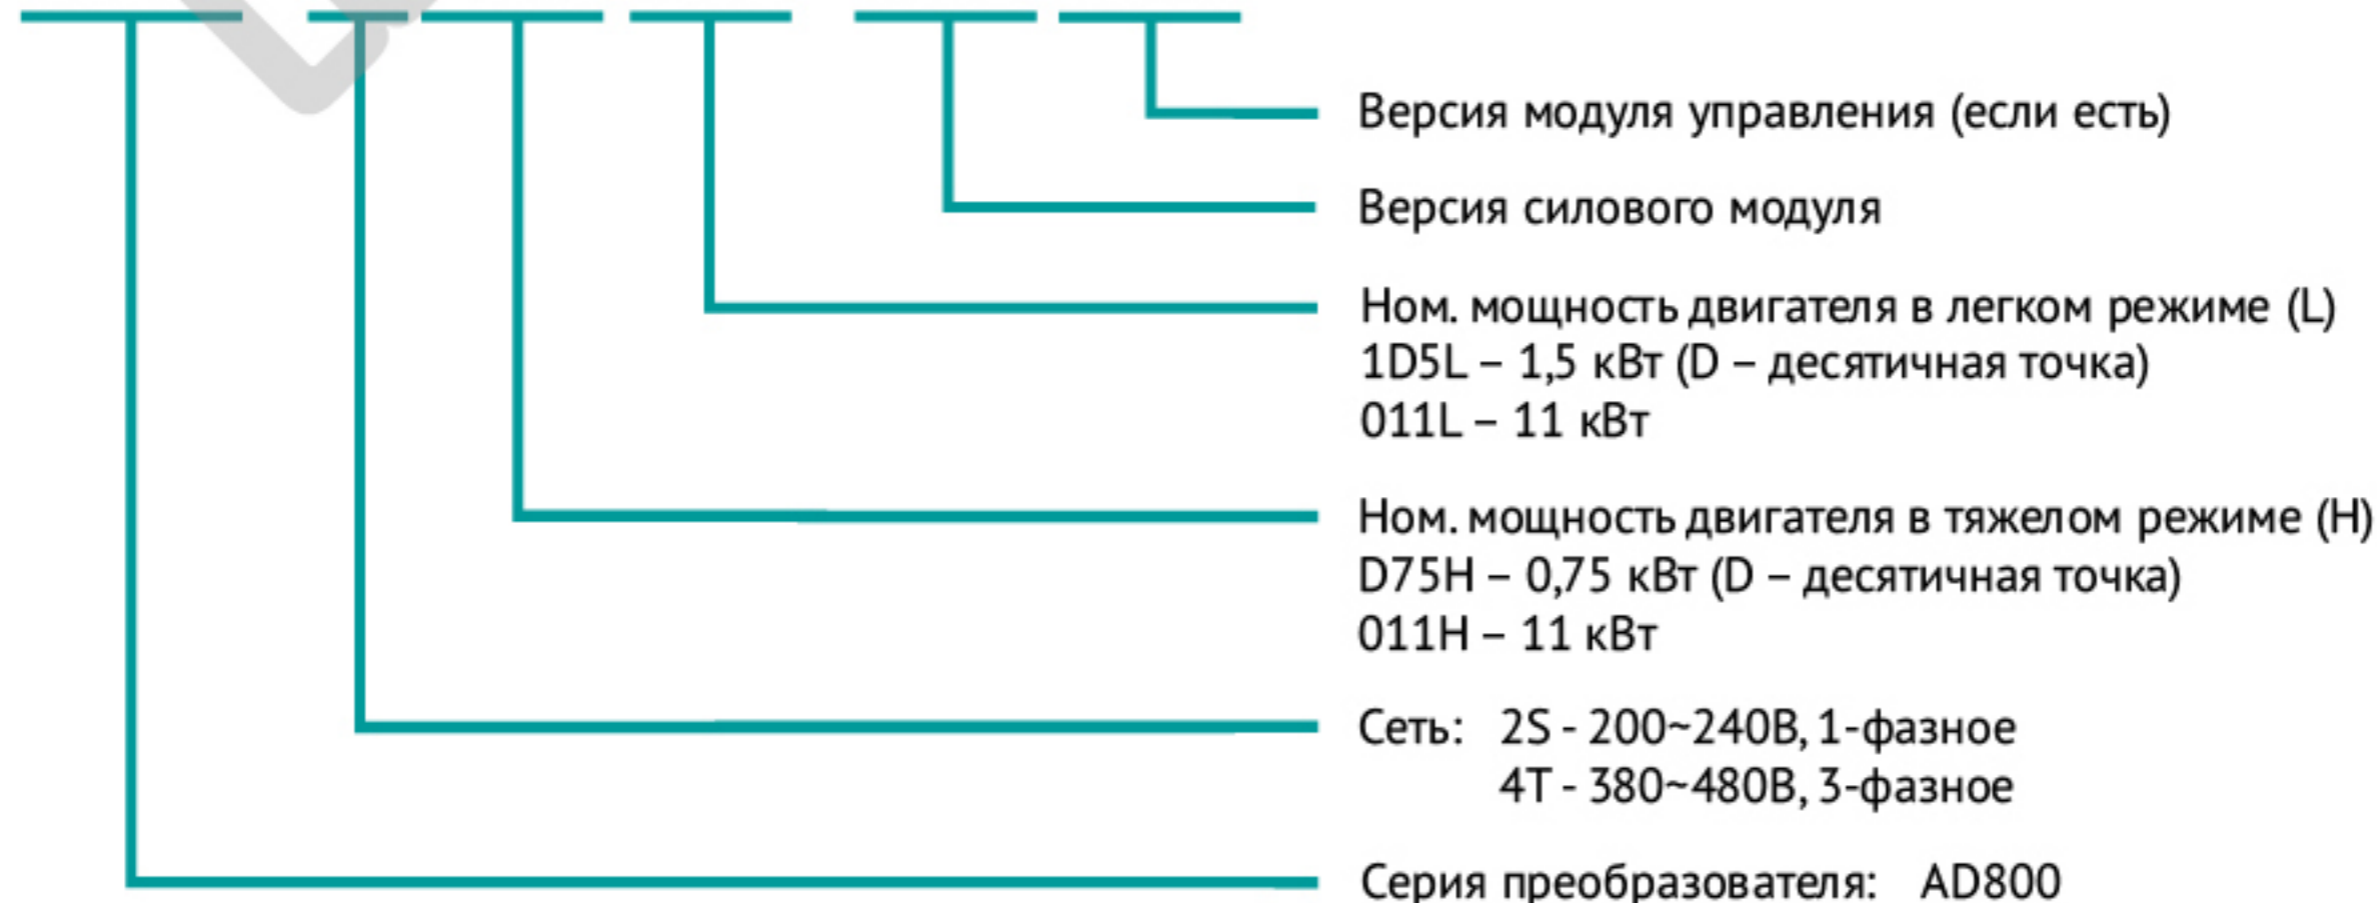 Версия модуля управления (если есть)
Версия силового модуля
Ном. мощность двигателя в легком режиме (L)
1D5L – 1,5 кВт (D – десятичная точка)
011L – 11 кВт
Ном. мощность двигателя в тяжелом режиме (H)
D75H – 0,75 кВт (D – десятичная точка)
011H – 11 кВт
Сеть: 2S - 200~240В, 1-фазное
4T - 380~480В, 3-фазное
Серия преобразователя: AD800